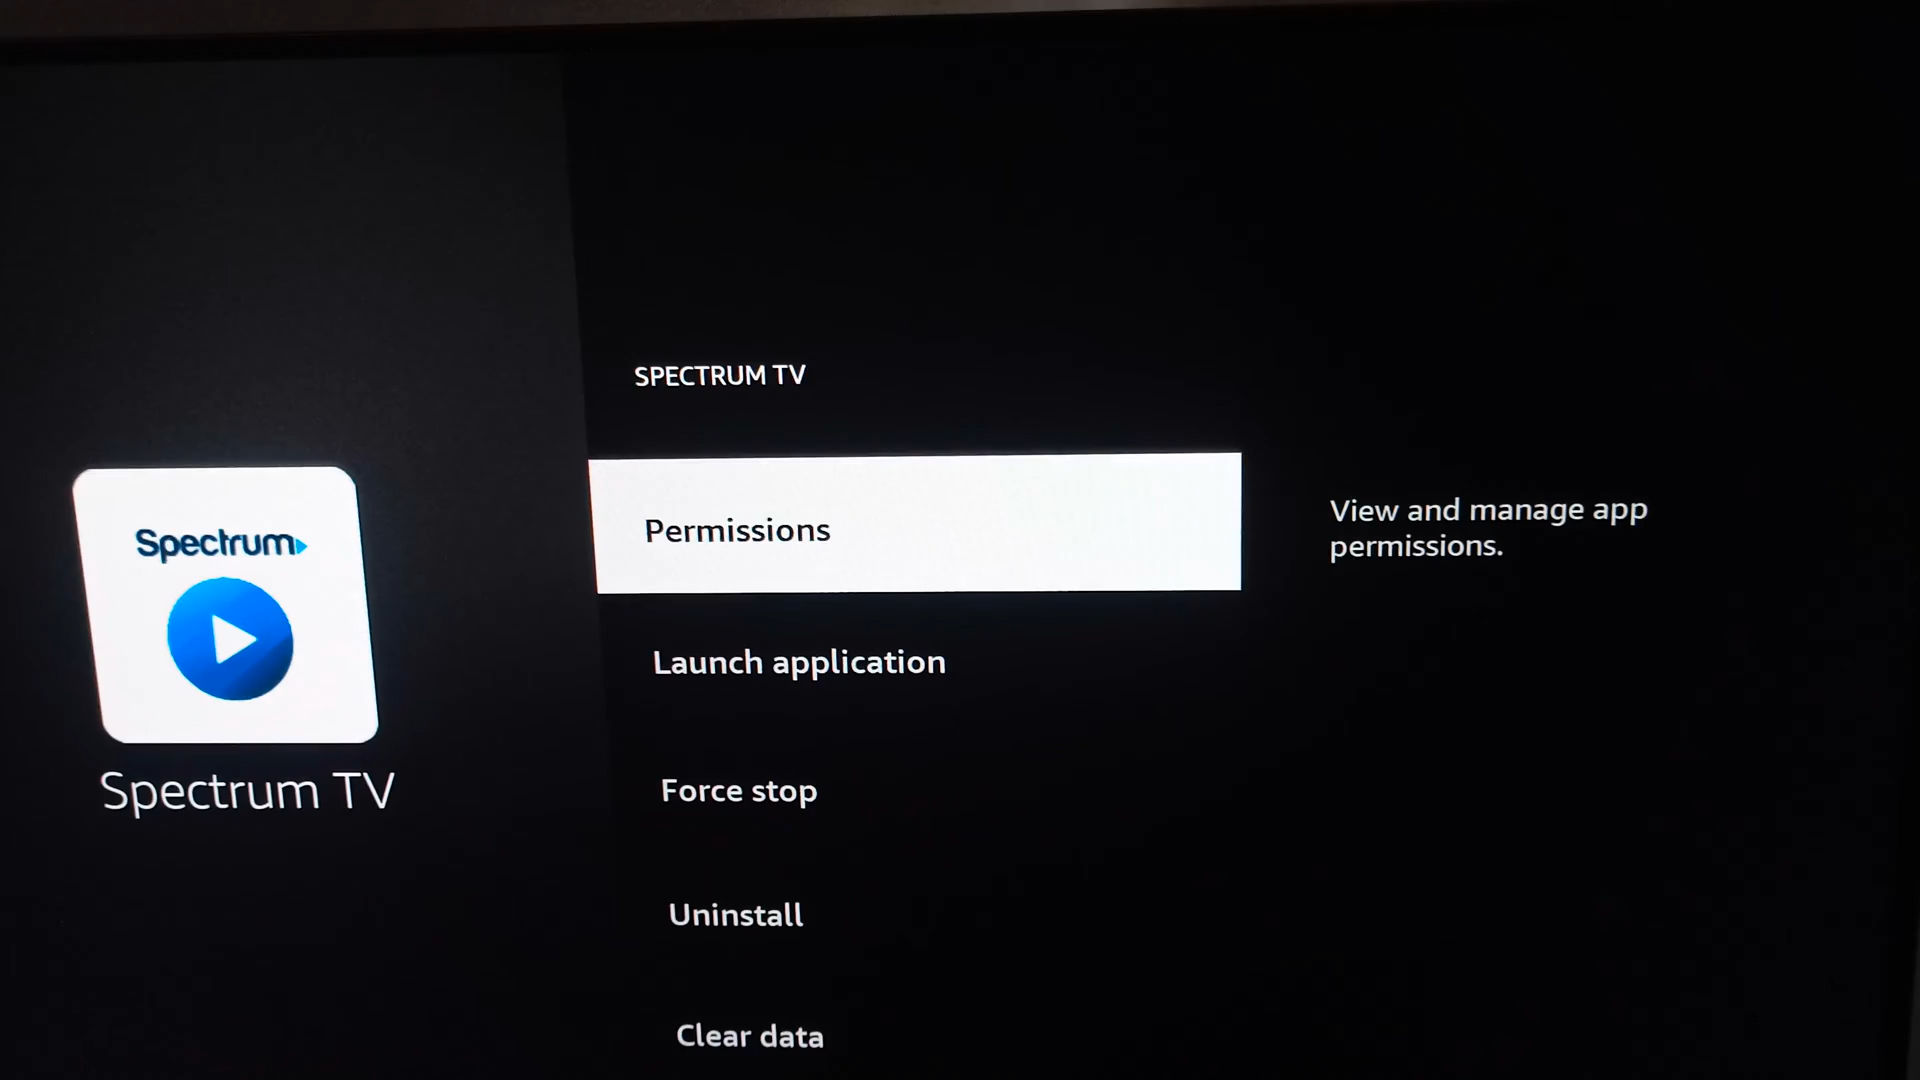 SPECTRUM TV
Permissions
View and manage app
permissions.
Launch application
Force stop
Uninstall
Clear data
Spectrum
Spectrum TV